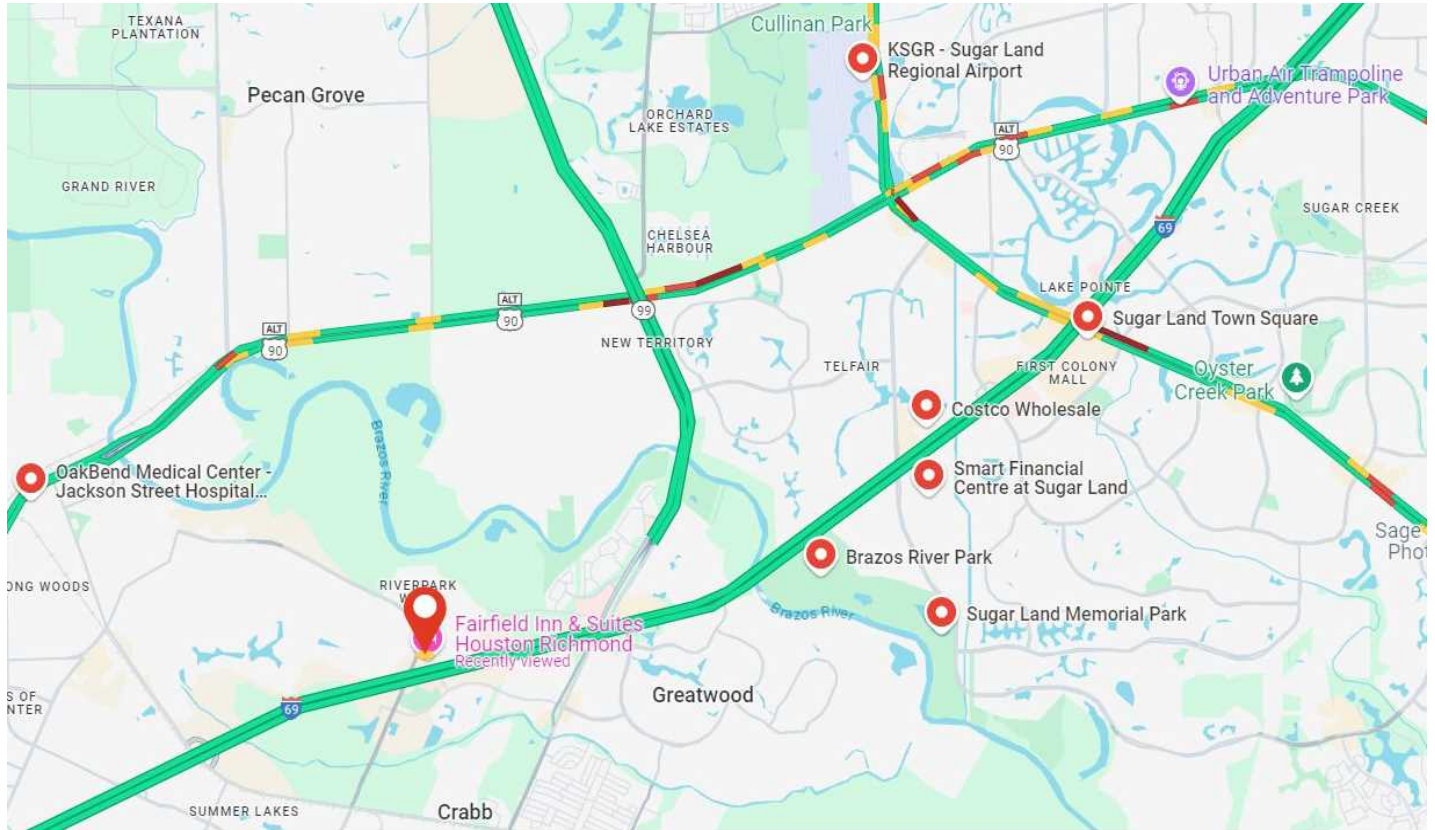 TEXANA
PLANTATION
Cullinan Park
KSGR - Sugar Land
Regional Airport
Urban Air Trampoline
and Adventure Park
Pecan Grove
ORCHARD
LAKE ESTATES
ALT
90
GRAND RIVER
SUGAR CREEK
69
CHELSEA
HARBOUR
LAKE POINTE
ALT
90
99
Sugar Land Town Square
ALT
90
NEW TERRITORY
TELFAIR
FIRST COLONY
MALL
Oyster
Creek Park
Costco Wholesale
Brazos River
OakBend Medical Center -
Jackson Street Hospital...
Smart Financial
Centre at Sugar Land
Sage
Phot
Brazos River Park
ONG WOODS
RIVERPARK
W
Brazos River
Sugar Land Memorial Park
Fairfield Inn & Suites
Houston Richmond
Recently viewed
Greatwood
S OF
NTER
69
SUMMER LAKES
Crabb